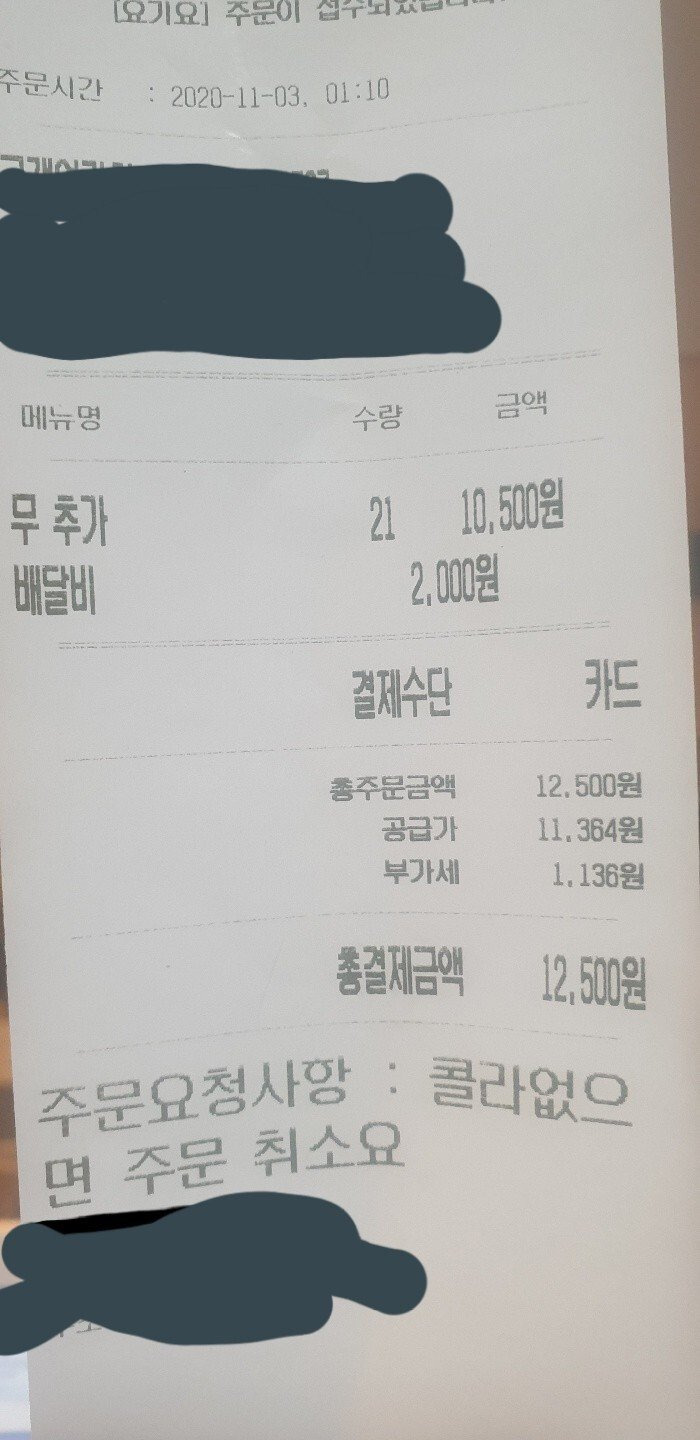 [요기요] 주문이 접수되었습니다.
주문시간 : 2020-11-03. 01:10
메뉴명 수량 금액
무 추가 21 10,500원
배달비 2,000원
결제수단 카드
총주문금액 12,500원
공급가 11,364원
부가세 1,136원
총결제금액 12,500원
주문요청사항 : 콜라없으
면 주문 취소요